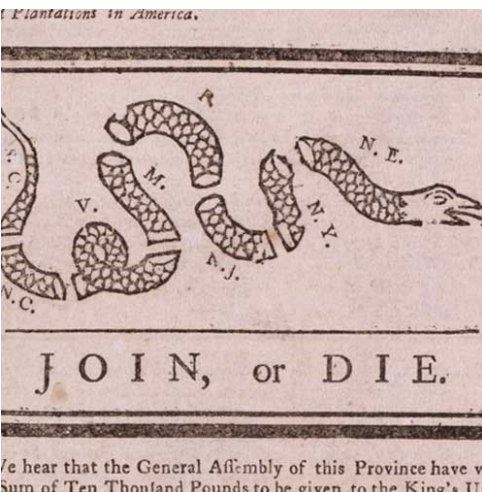 Plantations in America.
S. C.
N. C.
V.
M.
N. J.
N. Y.
N. E.
JOIN, or DIE.
hear that the General Aſſembly of this Province have
Sum of Ten Thouſand Pounds to be given to the King's